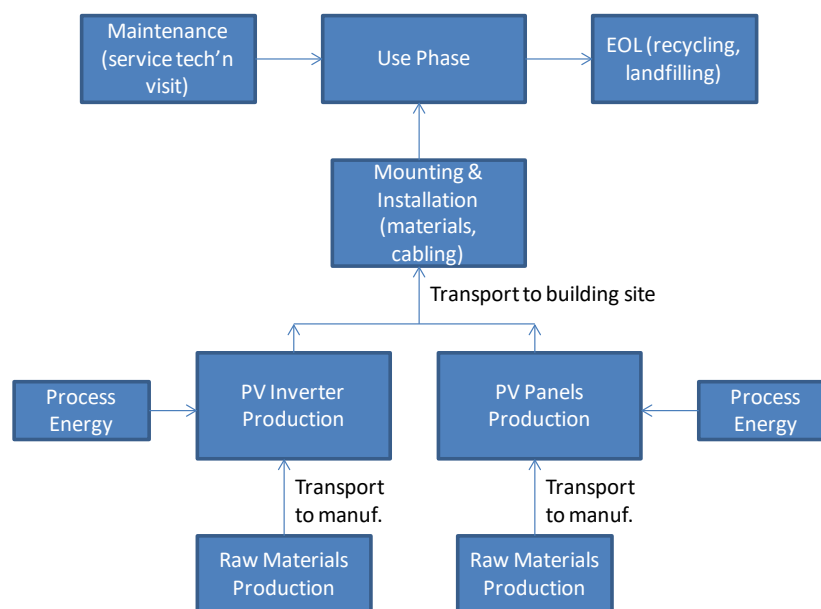 Maintenance
(service tech’n
visit)
Use Phase
EOL (recycling,
landfilling)
Mounting &
Installation
(materials,
cabling)
Transport to building site
Process
Energy
PV Inverter
Production
PV Panels
Production
Process
Energy
Transport
to manuf.
Transport
to manuf.
Raw Materials
Production
Raw Materials
Production